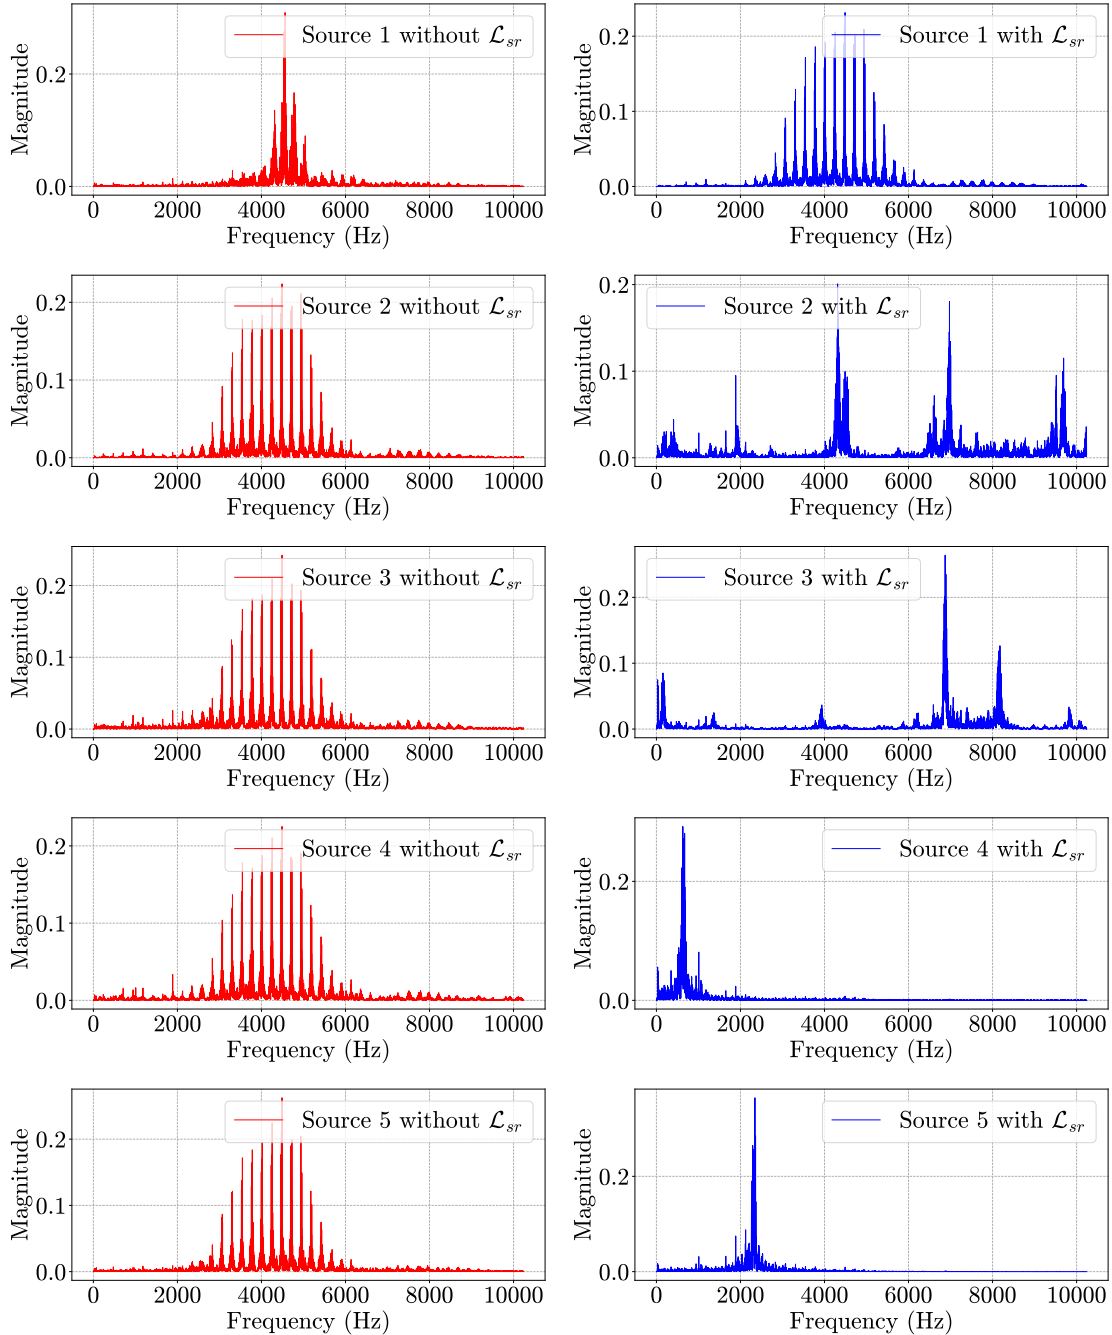 Source 1 without ℒsr
Magnitude
0.2
0.0
0 2000 4000 6000 8000 10000
Frequency (Hz)
Source 1 with ℒsr
Magnitude
0.2
0.1
0.0
0 2000 4000 6000 8000 10000
Frequency (Hz)
Source 2 without ℒsr
Magnitude
0.2
0.1
0.0
0 2000 4000 6000 8000 10000
Frequency (Hz)
Source 2 with ℒsr
Magnitude
0.2
0.1
0.0
0 2000 4000 6000 8000 10000
Frequency (Hz)
Source 3 without ℒsr
Magnitude
0.2
0.1
0.0
0 2000 4000 6000 8000 10000
Frequency (Hz)
Source 3 with ℒsr
Magnitude
0.2
0.1
0.0
0 2000 4000 6000 8000 10000
Frequency (Hz)
Source 4 without ℒsr
Magnitude
0.2
0.1
0.0
0 2000 4000 6000 8000 10000
Frequency (Hz)
Source 4 with ℒsr
Magnitude
0.2
0.0
0 2000 4000 6000 8000 10000
Frequency (Hz)
Source 5 without ℒsr
Magnitude
0.2
0.1
0.0
0 2000 4000 6000 8000 10000
Frequency (Hz)
Source 5 with ℒsr
Magnitude
0.2
0.0
0 2000 4000 6000 8000 10000
Frequency (Hz)